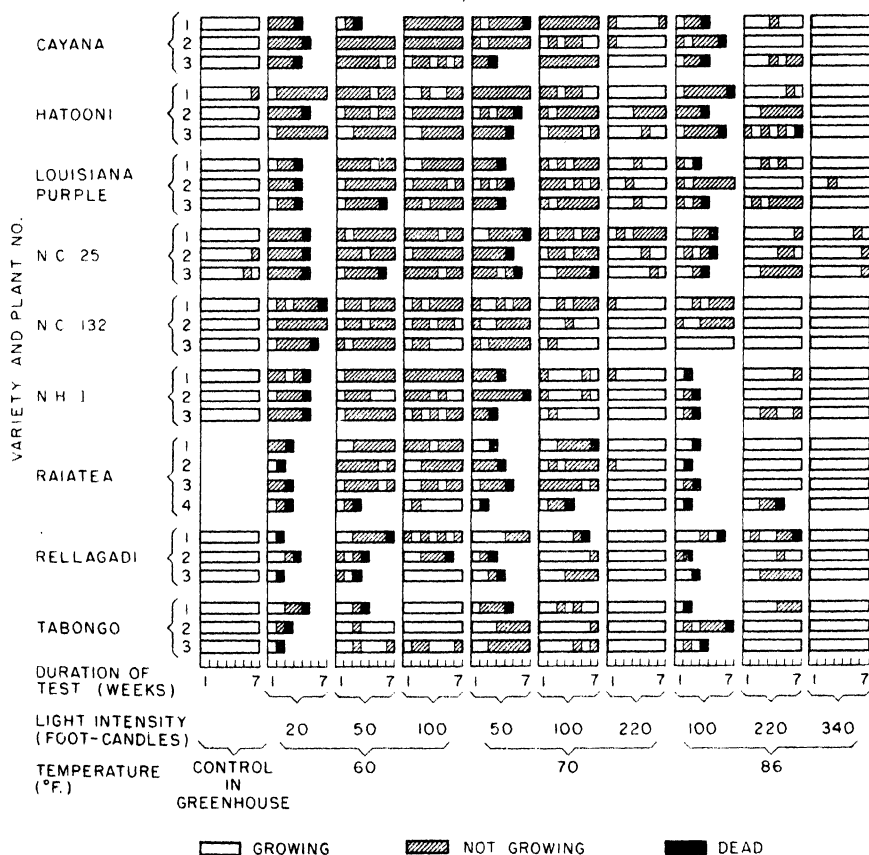 VARIETY AND PLANT NO.
CAYANA 1
2
3
HATOONI 1
2
3
LOUISIANA PURPLE 1
2
3
N C 25 1
2
3
N C 132 1
2
3
N H 1 1
2
3
RAIATEA 1
2
3
4
RELLAGADI 1
2
3
TABONGO 1
2
3
DURATION OF
TEST (WEEKS) 1 7 1 7 1 7 1 7 1 7 1 7 1 7 1 7 1 7 1 7
LIGHT INTENSITY
(FOOT-CANDLES) 20 50 100 50 100 220 100 220 340
TEMPERATURE
(°F.) CONTROL IN GREENHOUSE 60 70 86
GROWING NOT GROWING DEAD